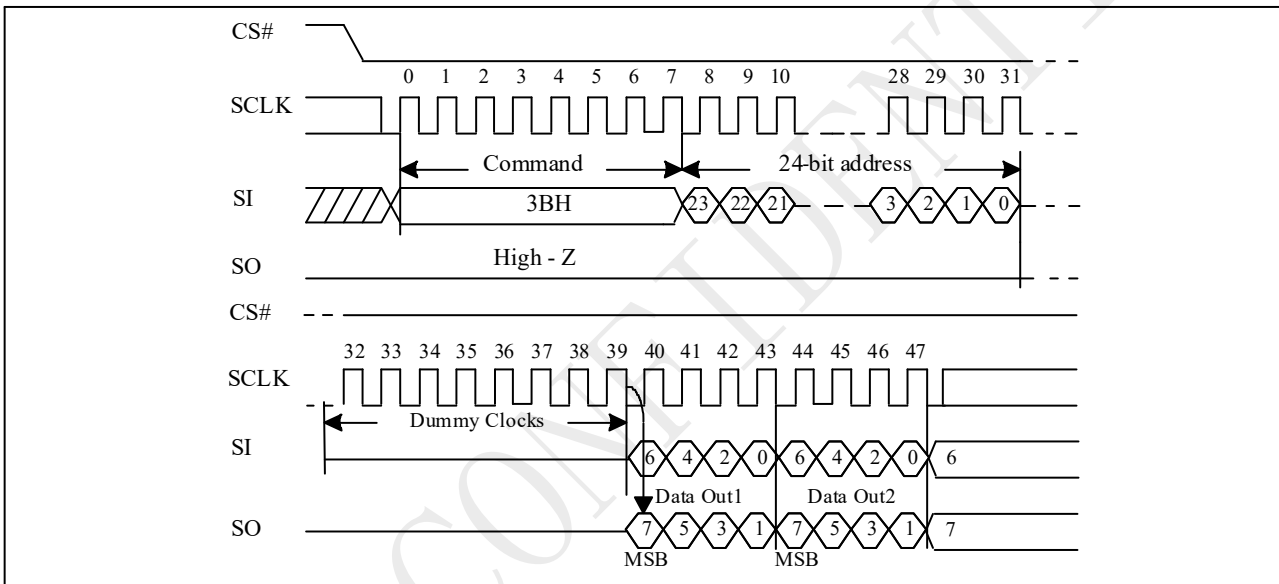 CS#
0 1 2 3 4 5 6 7 8 9 10 28 29 30 31
SCLK
Command 24-bit address
SI 3BH 23 22 21 3 2 1 0
SO High - Z
CS#
32 33 34 35 36 37 38 39 40 41 42 43 44 45 46 47
SCLK
Dummy Clocks
SI 6 4 2 0 6 4 2 0 6
Data Out1 Data Out2
SO 7 5 3 1 7 5 3 1 7
MSB MSB
CONFIDENTI